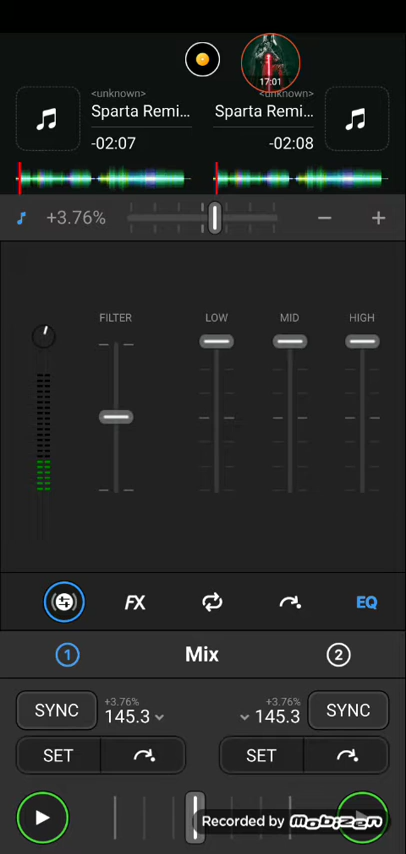 17:01
<unknown> <unknown>
Sparta Remi... Sparta Remi...
-02:07 -02:08
+3.76% − +
FILTER LOW MID HIGH
FX EQ
1 Mix 2
SYNC +3.76% 145.3 +3.76% 145.3 SYNC
SET SET
Recorded by mobizen